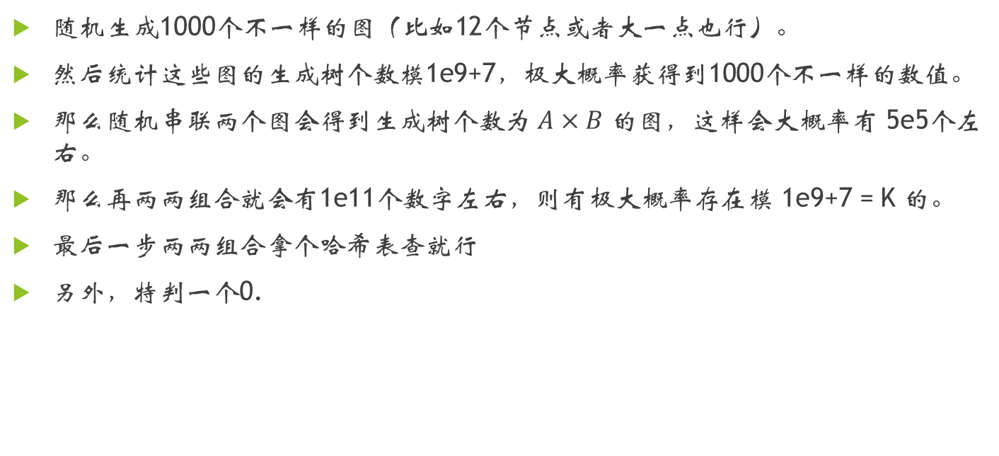 随机生成1000个不一样的图（比如12个节点或者大一点也行）。
然后统计这些图的生成树个数模1e9+7，极大概率获得到1000个不一样的数值。
那么随机串联两个图会得到生成树个数为 A × B 的图，这样会大概率有 5e5个左
右。
那么再两两组合就会有1e11个数字左右，则有极大概率存在模 1e9+7 = K 的。
最后一步两两组合拿个哈希表查就行
另外，特判一个0.